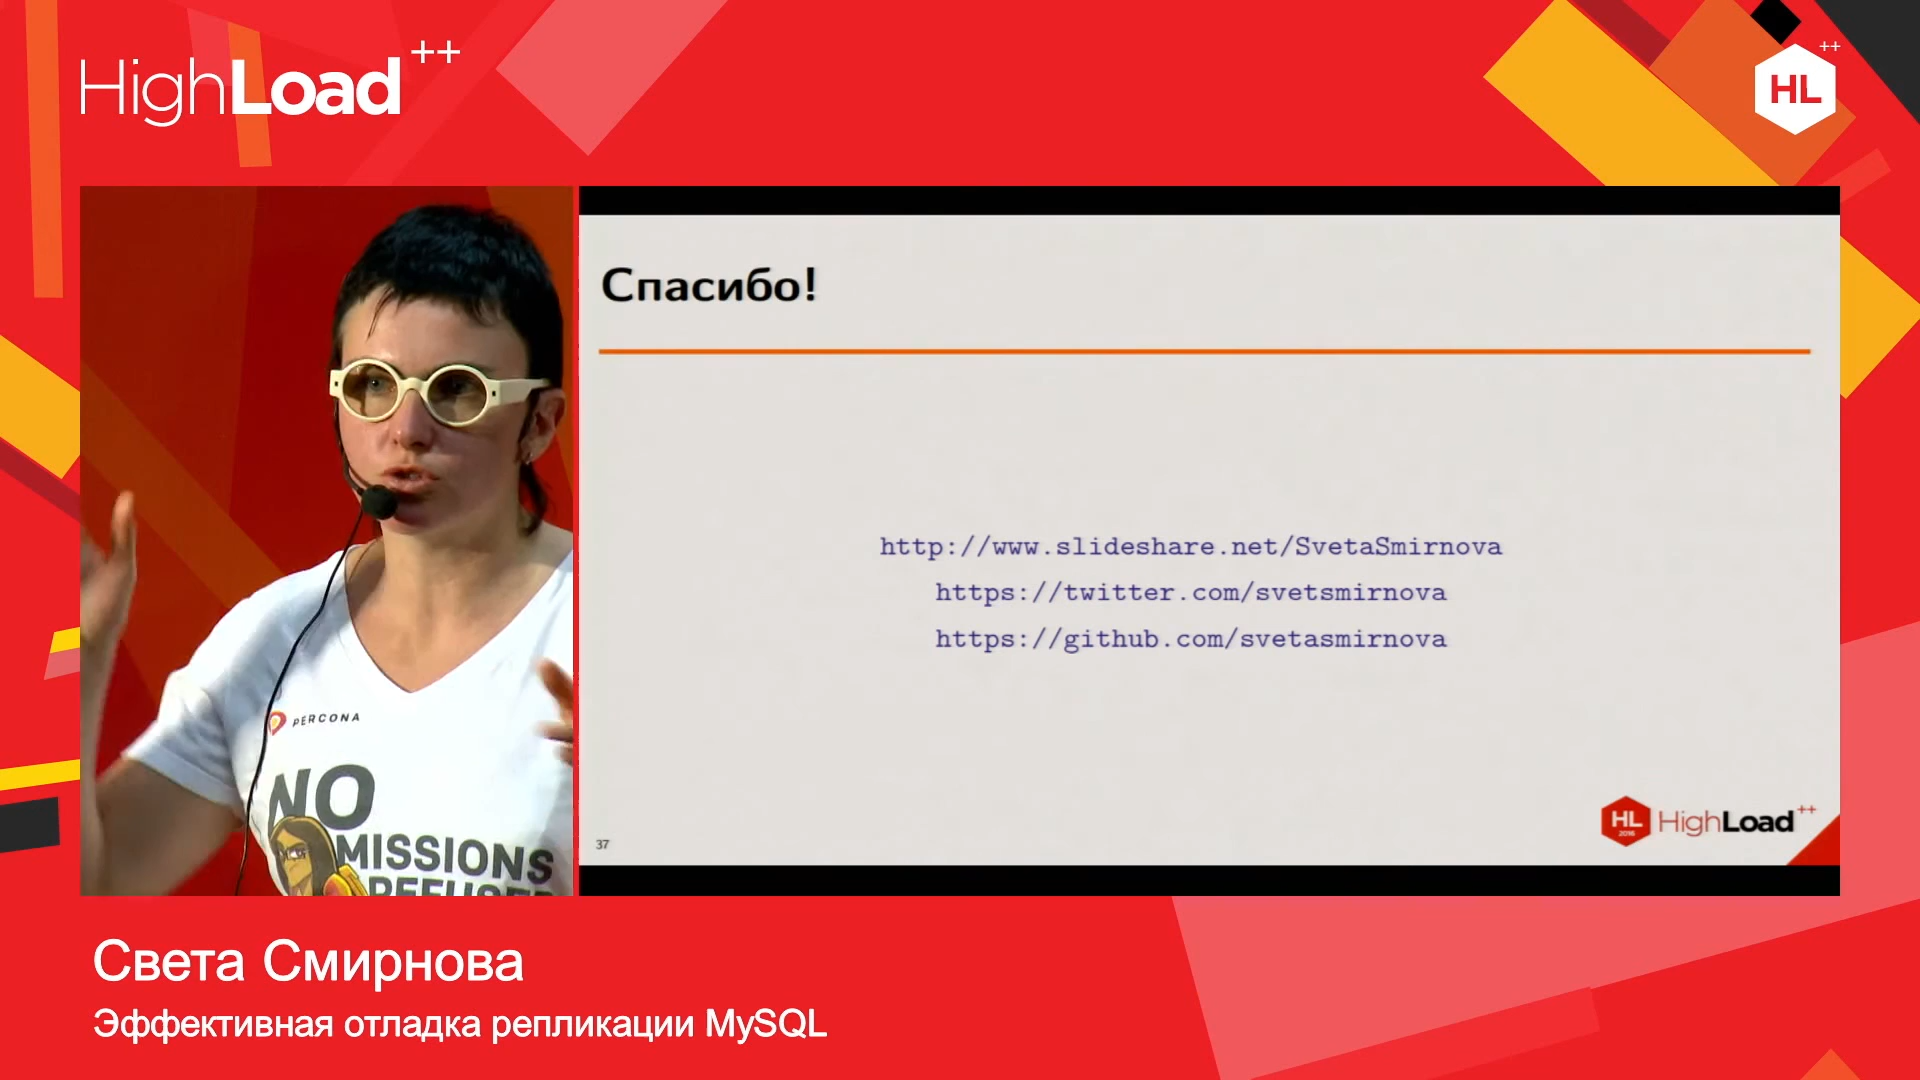 HighLoad++
HL++
Спасибо!
http://www.slideshare.net/SvetaSmirnova
https://twitter.com/svetsmirnova
https://github.com/svetasmirnova
PERCONA
NO
MISSIONS
37
HL
2016
HighLoad++
Света Смирнова
Эффективная отладка репликации MySQL